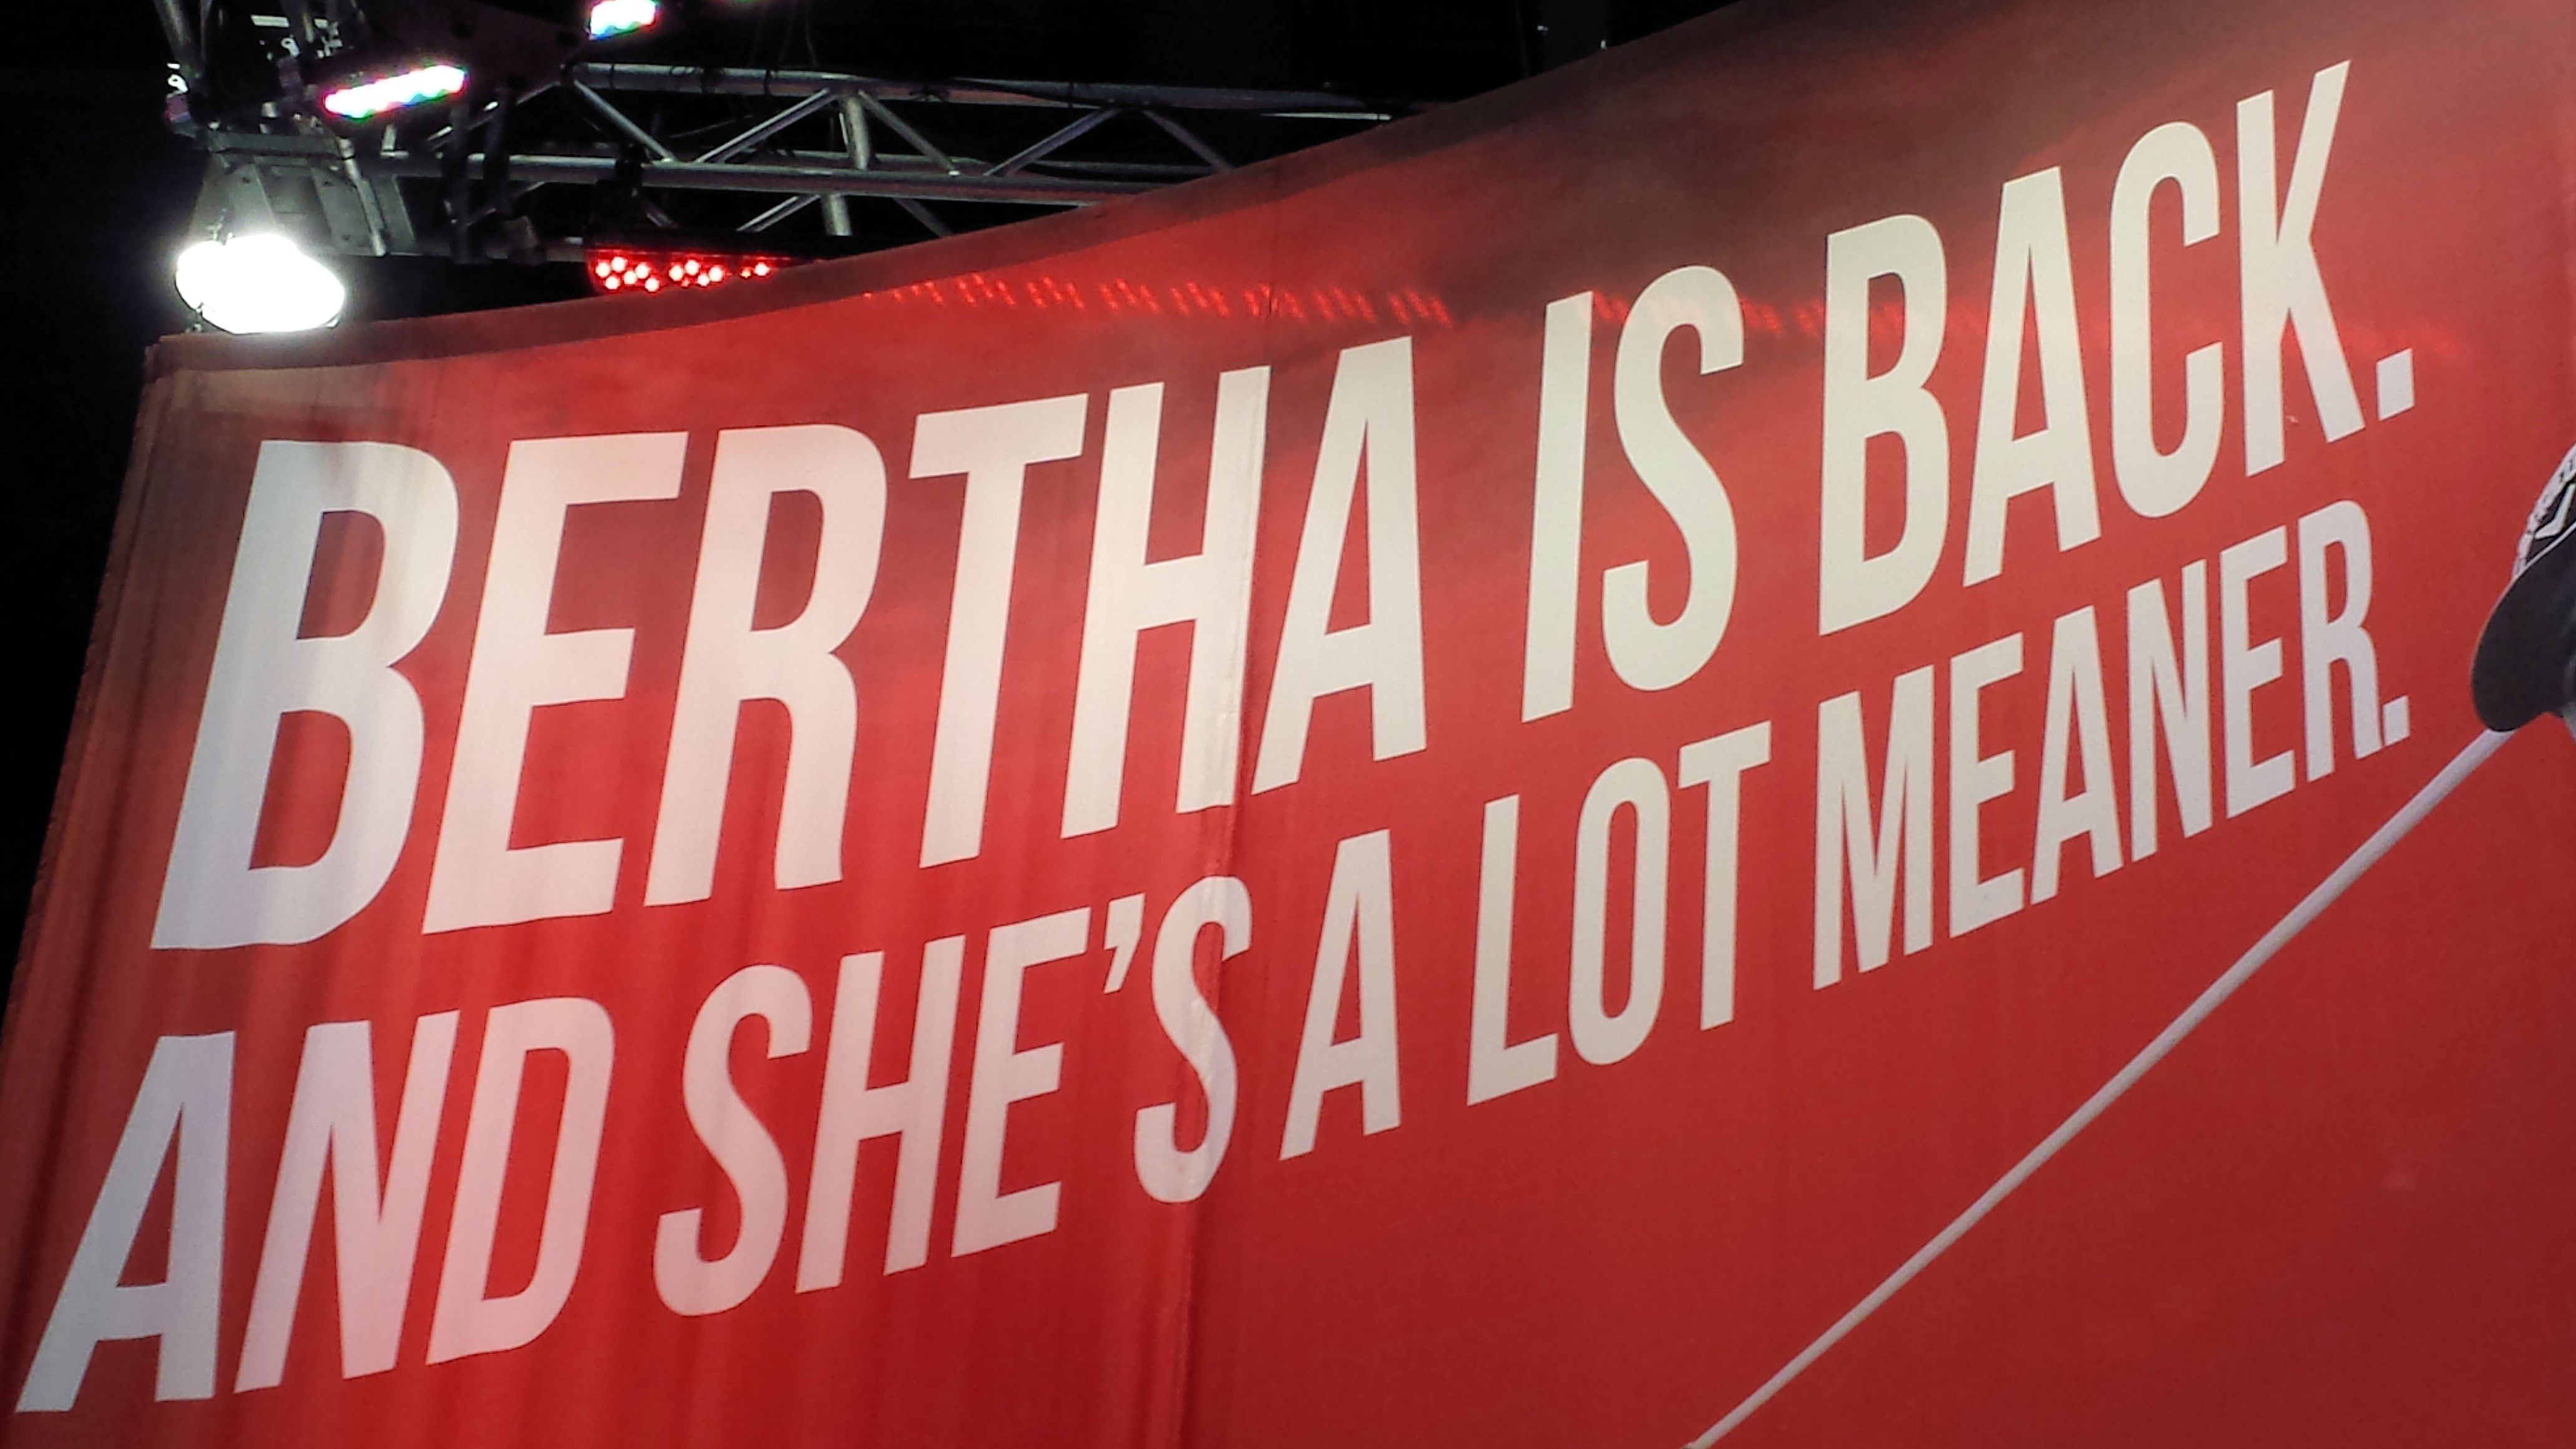 BERTHA IS BACK.
AND SHE’S A LOT MEANER.